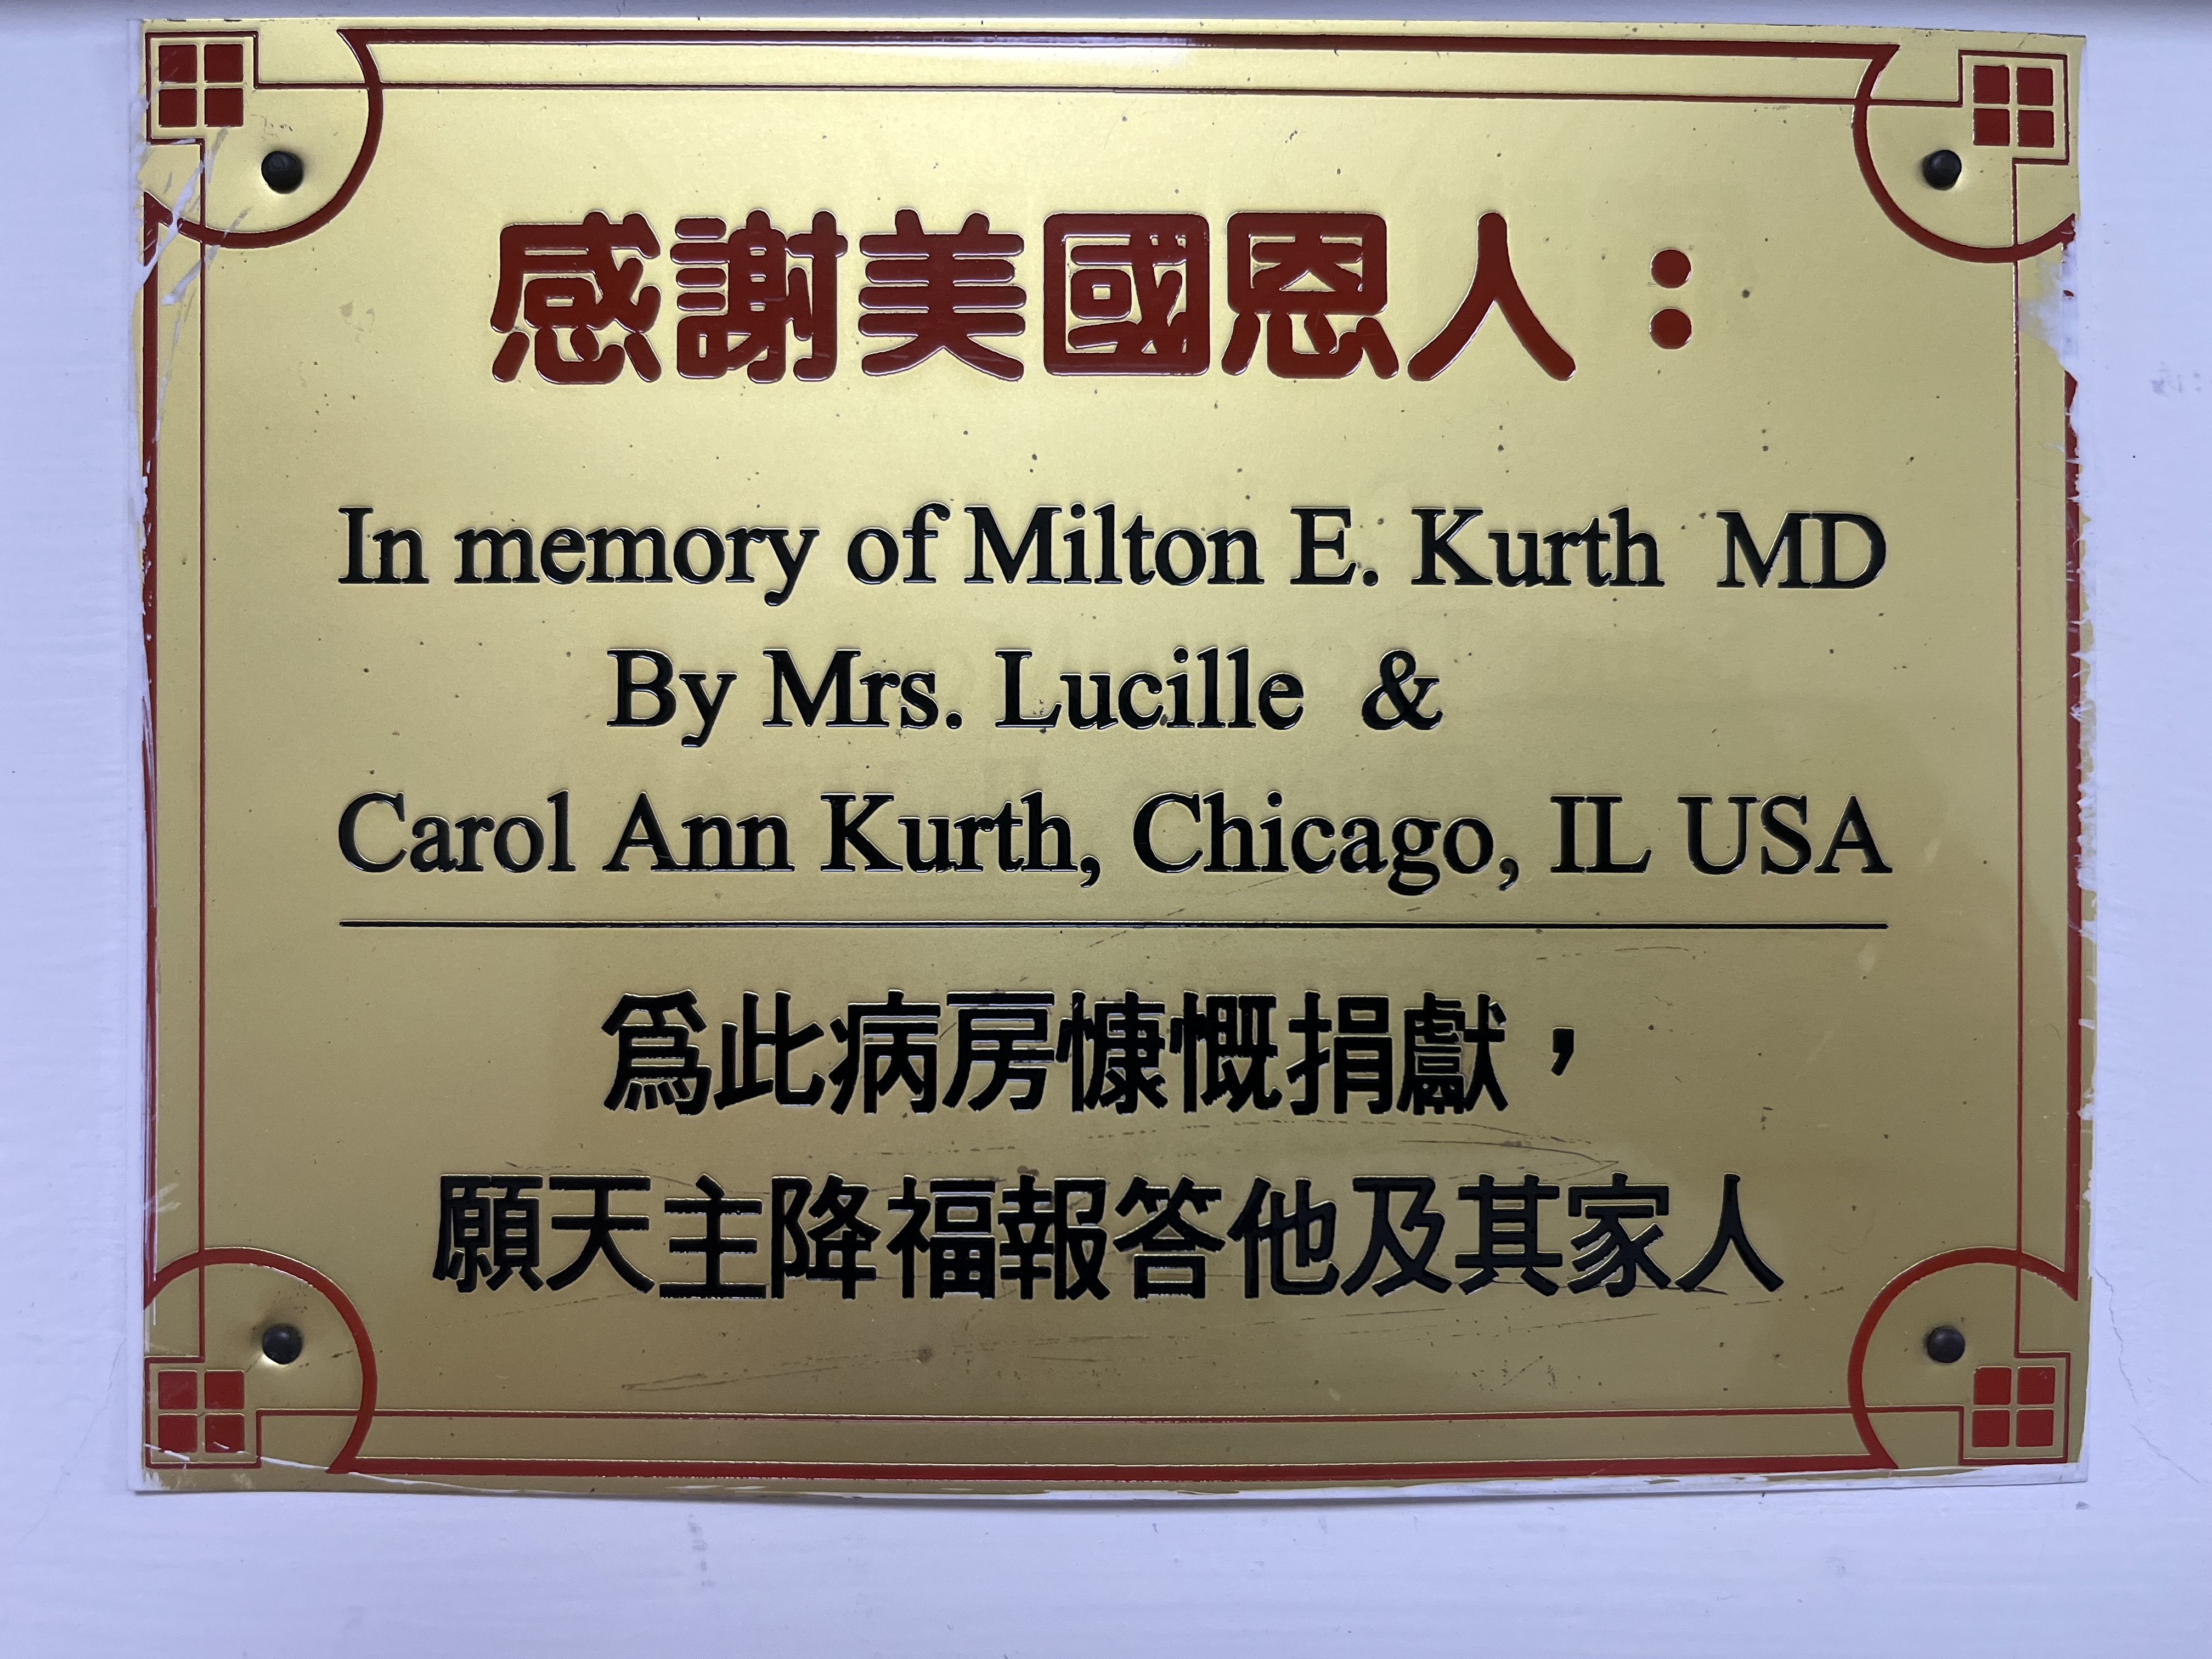 感謝美國恩人：
In memory of Milton E. Kurth MD
By Mrs. Lucille &
Carol Ann Kurth, Chicago, IL USA
爲此病房慷慨捐獻，
願天主降福報答他及其家人